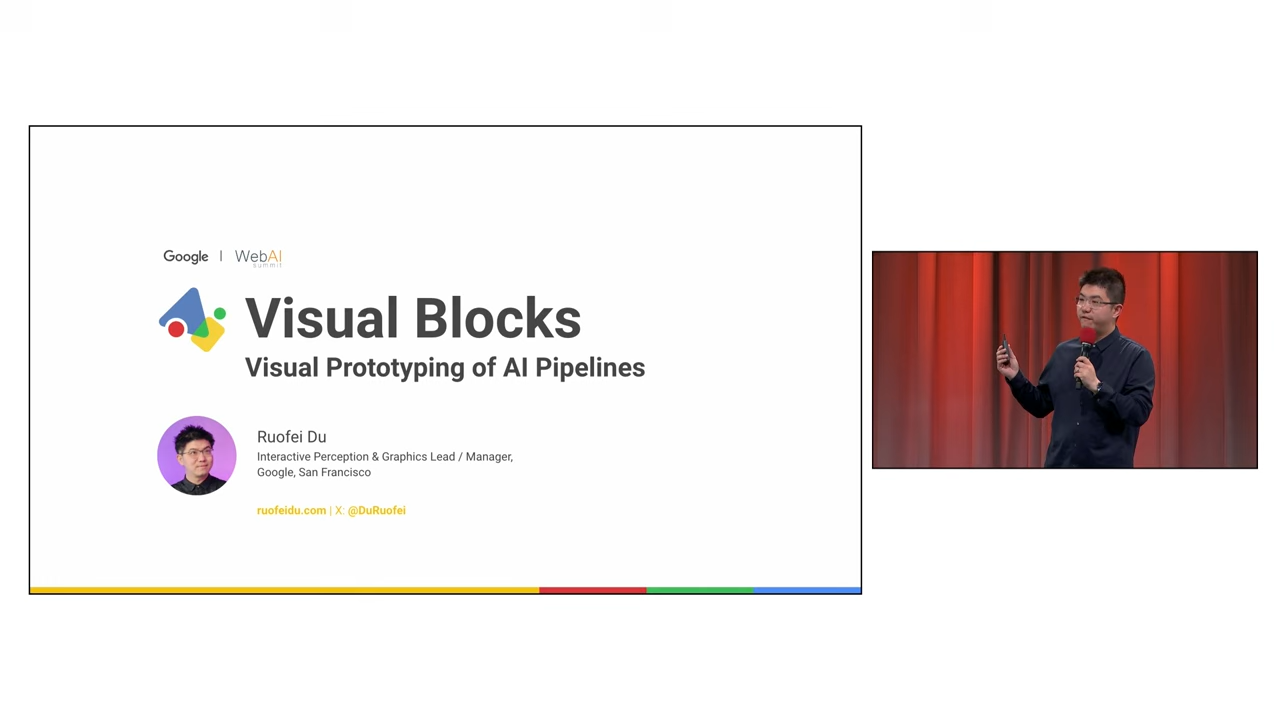 Google | WebAI
summit
Visual Blocks
Visual Prototyping of AI Pipelines
Ruofei Du
Interactive Perception & Graphics Lead / Manager,
Google, San Francisco
ruofeidu.com | X: @DuRuofei